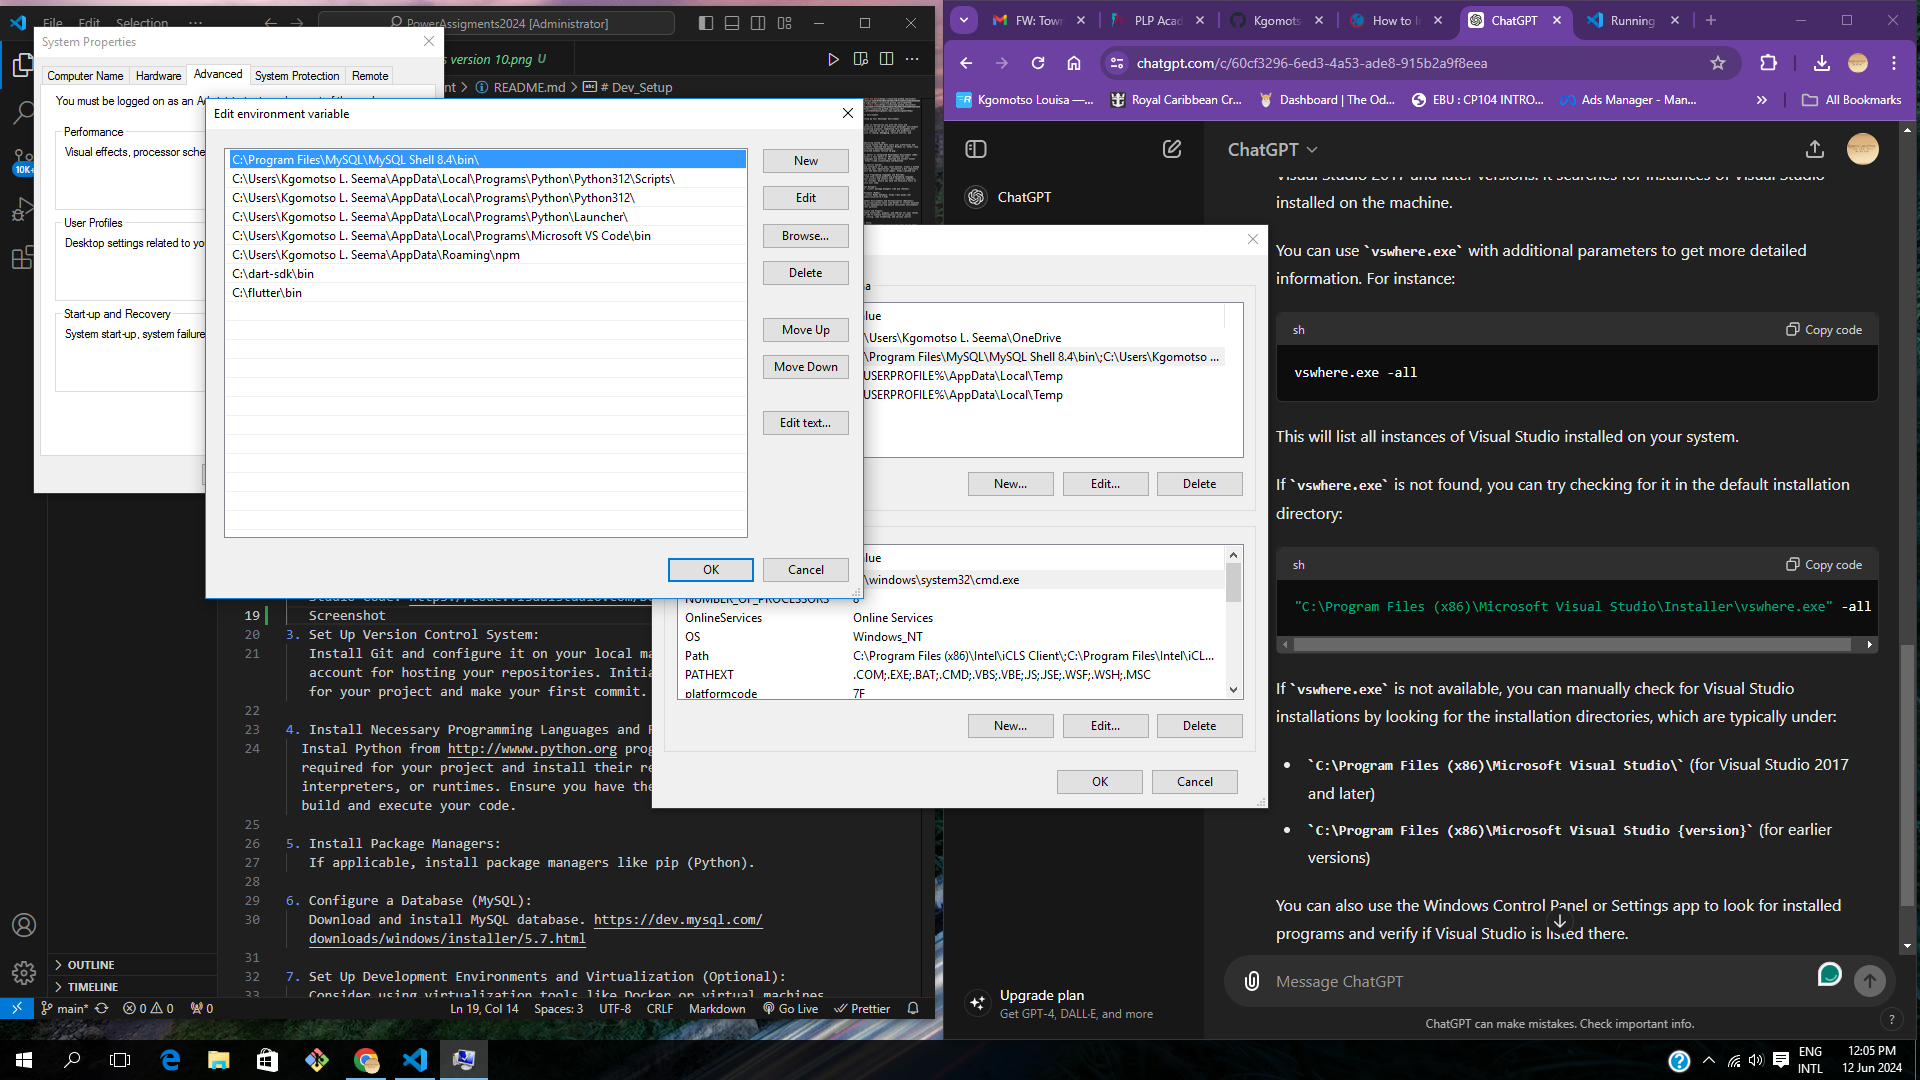 File Edit Selection ···
PowerAssigments2024 [Administrator]
System Properties
Computer Name Hardware Advanced System Protection Remote
Performance
Visual effects, processor sche
User Profiles
Desktop settings related to yo
Start-up and Recovery
System start-up, system failure
s version 10.png U
nt > README.md > # Dev_Setup
10K+
Edit environment variable
C:\Program Files\MySQL\MySQL Shell 8.4\bin\
C:\Users\Kgomotso L. Seema\AppData\Local\Programs\Python\Python312\Scripts\
C:\Users\Kgomotso L. Seema\AppData\Local\Programs\Python\Python312\
C:\Users\Kgomotso L. Seema\AppData\Local\Programs\Python\Launcher\
C:\Users\Kgomotso L. Seema\AppData\Local\Programs\Microsoft VS Code\bin
C:\Users\Kgomotso L. Seema\AppData\Roaming\npm
C:\dart-sdk\bin
C:\flutter\bin
New
Edit
Browse...
Delete
Move Up
Move Down
Edit text...
OK Cancel
a
lue
\Users\Kgomotso L. Seema\OneDrive
\Program Files\MySQL\MySQL Shell 8.4\bin\;C:\Users\Kgomotso ...
USERPROFILE%\AppData\Local\Temp
USERPROFILE%\AppData\Local\Temp
New... Edit... Delete
lue
\windows\system32\cmd.exe
NUMBER_OF_PROCESSORS 8
OnlineServices Online Services
OS Windows_NT
Path C:\Program Files (x86)\Intel\iCLS Client\;C:\Program Files\Intel\iCL...
PATHEXT .COM;.EXE;.BAT;.CMD;.VBS;.VBE;.JS;.JSE;.WSF;.WSH;.MSC
platformcode 7F
New... Edit... Delete
OK Cancel
19 Screenshot
20 3. Set Up Version Control System:
21 Install Git and configure it on your local ma
account for hosting your repositories. Initia
for your project and make your first commit.
22
23 4. Install Necessary Programming Languages and R
24 Instal Python from http://wwww.python.org prog
required for your project and install their re
interpreters, or runtimes. Ensure you have the
build and execute your code.
25
26 5. Install Package Managers:
27 If applicable, install package managers like pip (Python).
28
29 6. Configure a Database (MySQL):
30 Download and install MySQL database. https://dev.mysql.com/
downloads/windows/installer/5.7.html
31
32 7. Set Up Development Environments and Virtualization (Optional):
33 Consider using virtualization tools like Docker or virtual machines
OUTLINE
TIMELINE
main* 0 0 0 Ln 19, Col 14 Spaces: 3 UTF-8 CRLF Markdown Go Live Prettier
FW: Tow PLP Aca Kgomots How to I ChatGPT Running
chatgpt.com/c/60cf3296-6ed3-4a53-ade8-915b2a9f8eea
Kgomotso Louisa —... Royal Caribbean Cr... Dashboard | The Od... EBU : CP104 INTRO... Ads Manager - Man... » All Bookmarks
ChatGPT
ChatGPT
Visual Studio 2017 and later versions. It searches for instances of Visual Studio
installed on the machine.
You can use `vswhere.exe` with additional parameters to get more detailed
information. For instance:
sh Copy code
vswhere.exe -all
This will list all instances of Visual Studio installed on your system.
If `vswhere.exe` is not found, you can try checking for it in the default installation
directory:
sh Copy code
"C:\Program Files (x86)\Microsoft Visual Studio\Installer\vswhere.exe" -all
If `vswhere.exe` is not available, you can manually check for Visual Studio
installations by looking for the installation directories, which are typically under:
• `C:\Program Files (x86)\Microsoft Visual Studio\` (for Visual Studio 2017
and later)
• `C:\Program Files (x86)\Microsoft Visual Studio {version}` (for earlier
versions)
You can also use the Windows Control Panel or Settings app to look for installed
programs and verify if Visual Studio is listed there.
Message ChatGPT
Upgrade plan
Get GPT-4, DALL·E, and more
ChatGPT can make mistakes. Check important info.
?
ENG
INTL
12:05 PM
12 Jun 2024